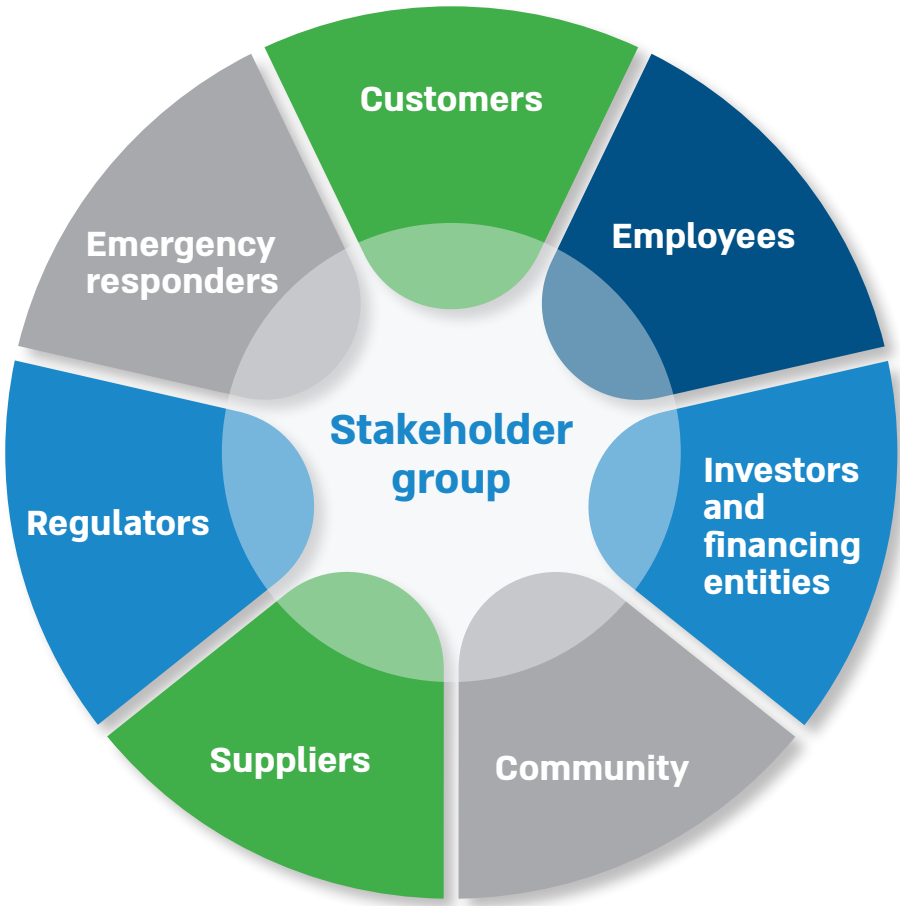 Customers
Employees
Investors
and
financing
entities
Community
Suppliers
Regulators
Emergency
responders
Stakeholder
group